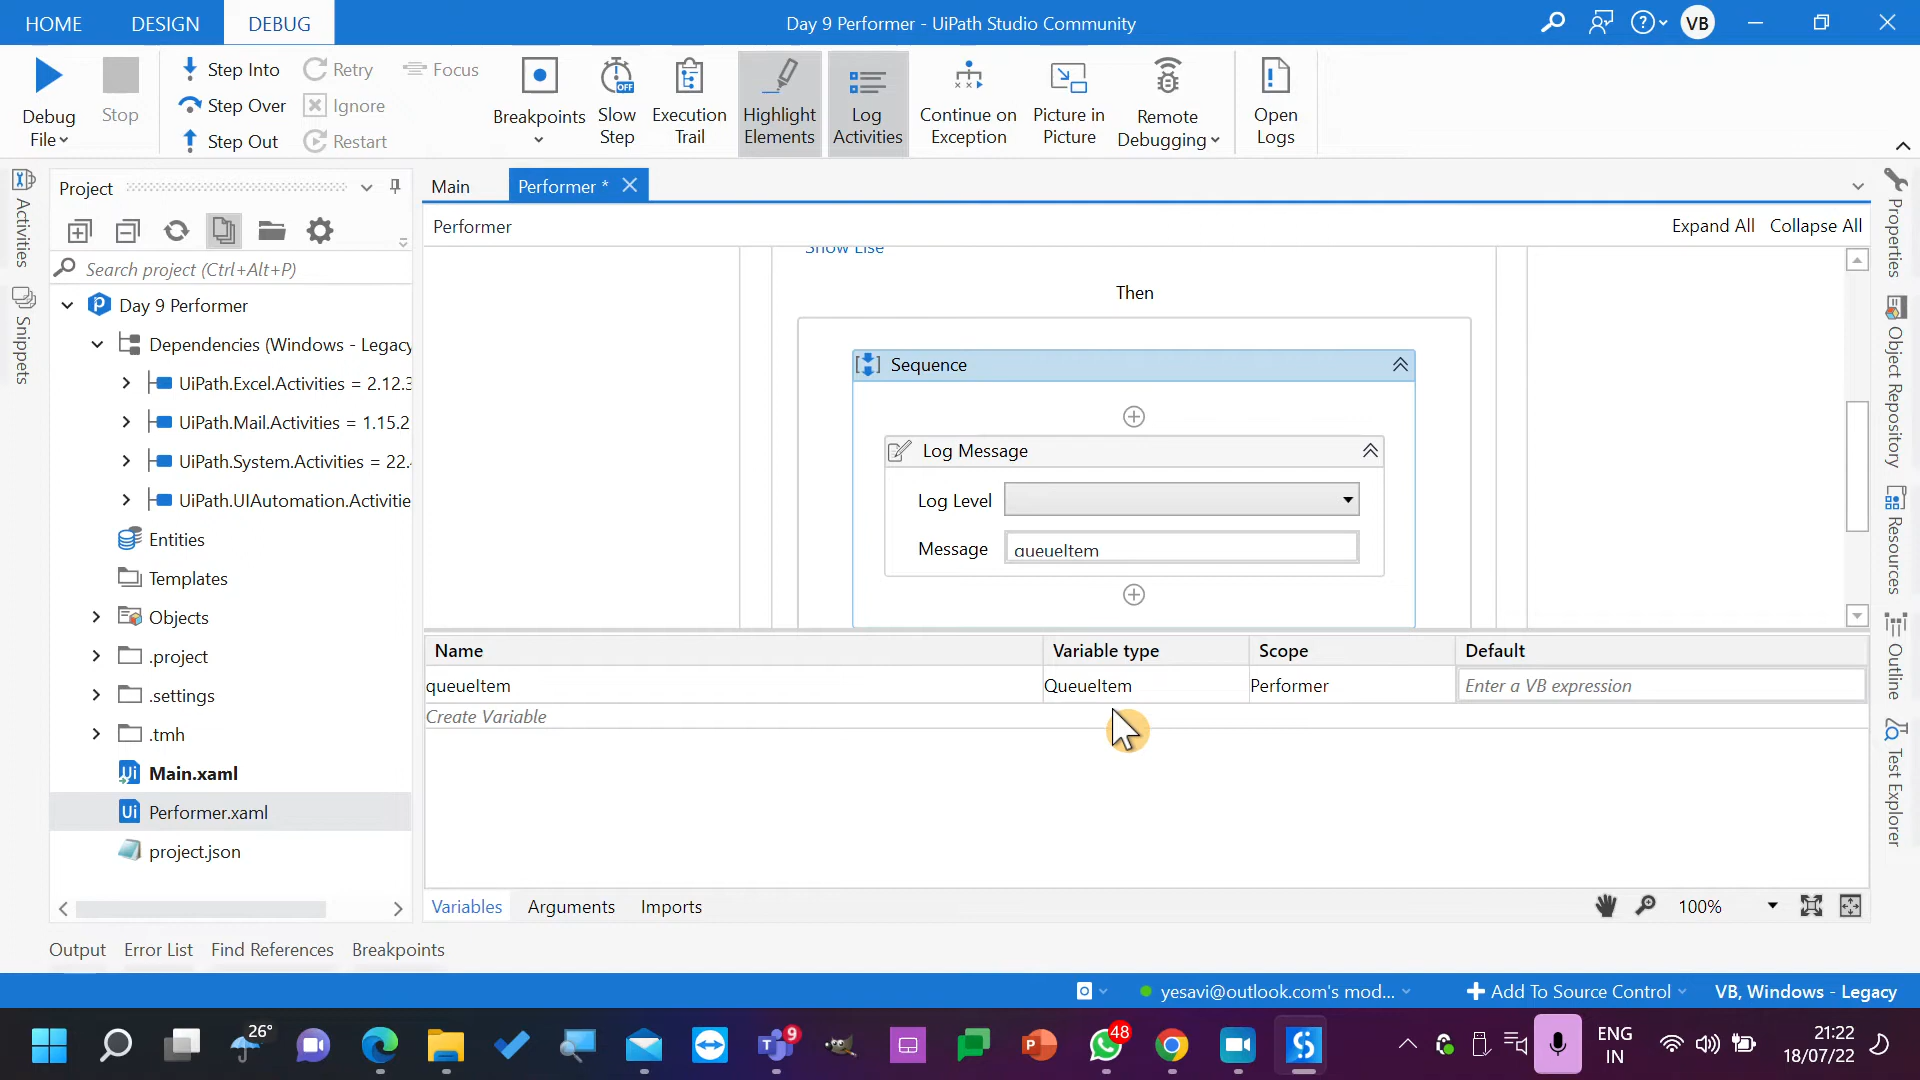 HOME DESIGN DEBUG Day 9 Performer - UiPath Studio Community VB
Debug File Stop
Step Into Retry Focus
Step Over Ignore
Step Out Restart
Breakpoints
Slow Step
Execution Trail
Highlight Elements
Log Activities
Continue on Exception
Picture in Picture
Remote Debugging
Open Logs
Activities
Snippets
Project
Search project (Ctrl+Alt+P)
Day 9 Performer
Dependencies (Windows - Legacy
UiPath.Excel.Activities = 2.12.3
UiPath.Mail.Activities = 1.15.2
UiPath.System.Activities = 22.
UiPath.UIAutomation.Activitie
Entities
Templates
Objects
.project
.settings
.tmh
Main.xaml
Performer.xaml
project.json
Main Performer *
Performer Expand All Collapse All
Show Else
Then
Sequence
Log Message
Log Level
Message queueItem
Name Variable type Scope Default
queueItem QueueItem Performer Enter a VB expression
Create Variable
Variables Arguments Imports 100%
Properties
Object Repository
Resources
Outline
Test Explorer
Output Error List Find References Breakpoints
yesavi@outlook.com's mod... Add To Source Control VB, Windows - Legacy
26° 9 48 ENG IN 21:22 18/07/22